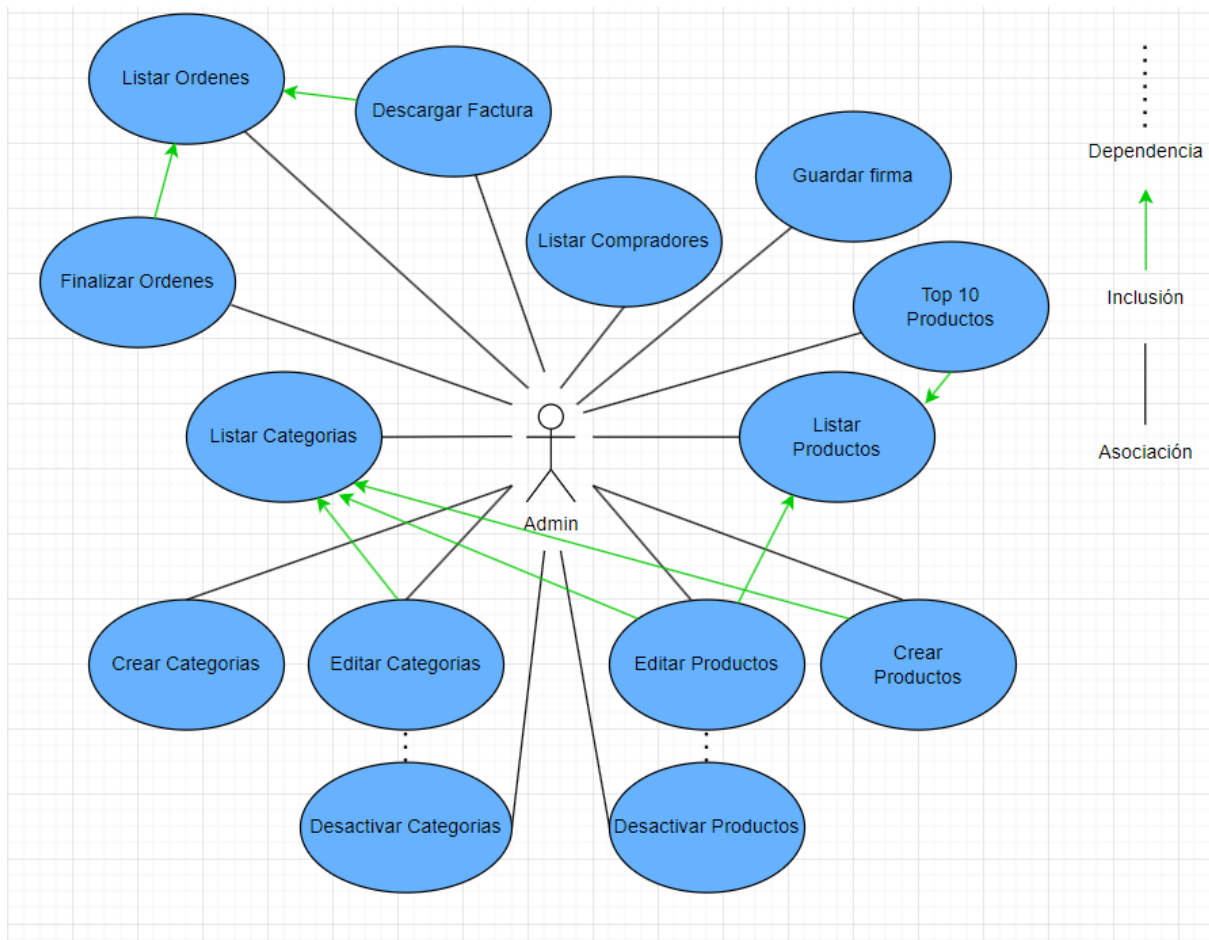 Listar Ordenes
Descargar Factura
Dependencia
Guardar firma
Listar Compradores
Finalizar Ordenes
Top 10
Productos
Inclusión
Listar Categorias
Listar
Productos
Asociación
Admin
Crear Categorias
Editar Categorias
Editar Productos
Crear
Productos
Desactivar Categorias
Desactivar Productos